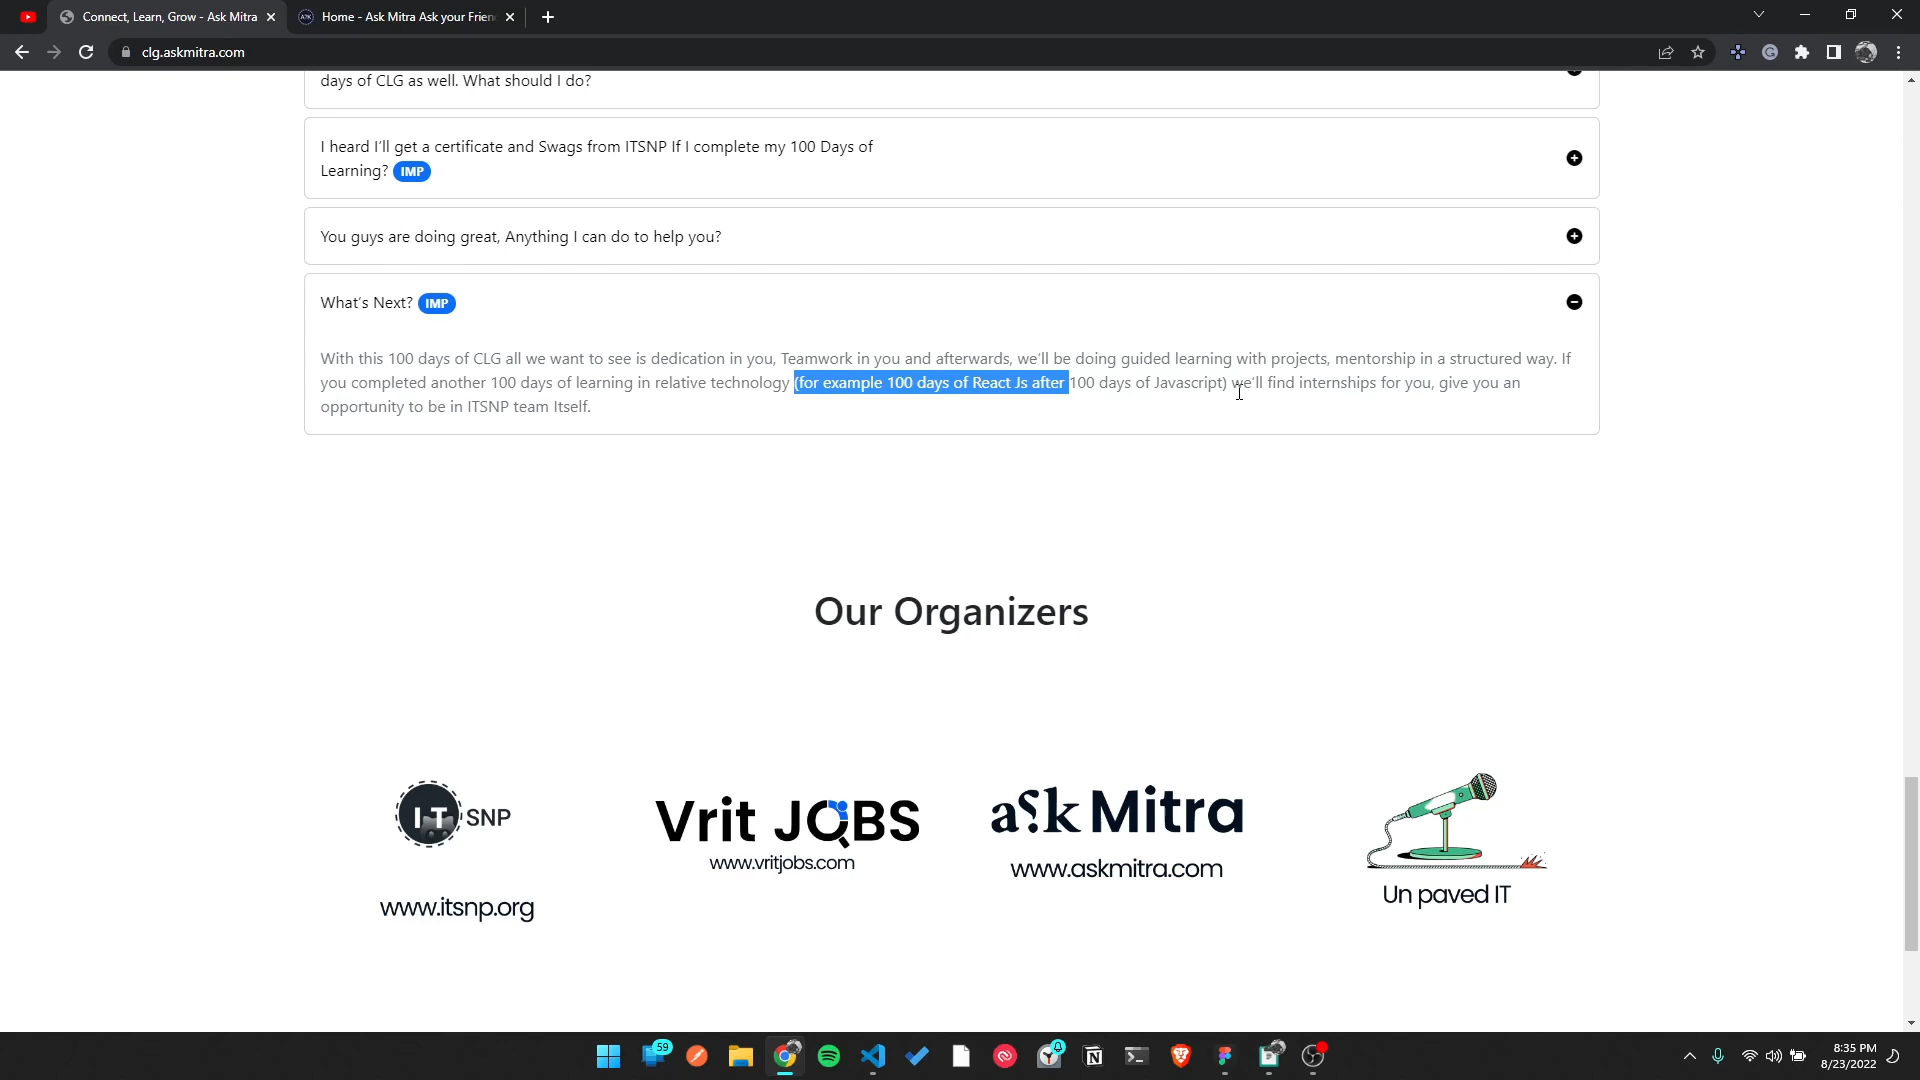 Connect, Learn, Grow - Ask Mitra
Home - Ask Mitra Ask your Frien
clg.askmitra.com
days of CLG as well. What should I do?
I heard I'll get a certificate and Swags from ITSNP If I complete my 100 Days of
Learning? IMP
You guys are doing great, Anything I can do to help you?
What's Next? IMP
With this 100 days of CLG all we want to see is dedication in you, Teamwork in you and afterwards, we'll be doing guided learning with projects, mentorship in a structured way. If
you completed another 100 days of learning in relative technology (for example 100 days of React Js after 100 days of Javascript) we'll find internships for you, give you an
opportunity to be in ITSNP team Itself.
Our Organizers
IT SNP
www.itsnp.org
Vrit JOBS
www.vritjobs.com
ask Mitra
www.askmitra.com
Un paved IT
59
8:35 PM
8/23/2022